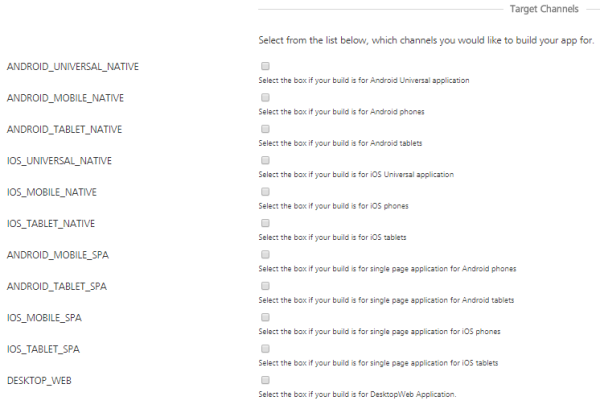 Target Channels
Select from the list below, which channels you would like to build your app for.
ANDROID_UNIVERSAL_NATIVE
Select the box if your build is for Android Universal application
ANDROID_MOBILE_NATIVE
Select the box if your build is for Android phones
ANDROID_TABLET_NATIVE
Select the box if your build is for Android tablets
IOS_UNIVERSAL_NATIVE
Select the box if your build is for iOS Universal application
IOS_MOBILE_NATIVE
Select the box if your build is for iOS phones
IOS_TABLET_NATIVE
Select the box if your build is for iOS tablets
ANDROID_MOBILE_SPA
Select the box if your build is for single page application for Android phones
ANDROID_TABLET_SPA
Select the box if your build is for single page application for Android tablets
IOS_MOBILE_SPA
Select the box if your build is for single page application for iOS phones
IOS_TABLET_SPA
Select the box if your build is for single page application for iOS tablets
DESKTOP_WEB
Select the box if your build is for DesktopWeb Application.